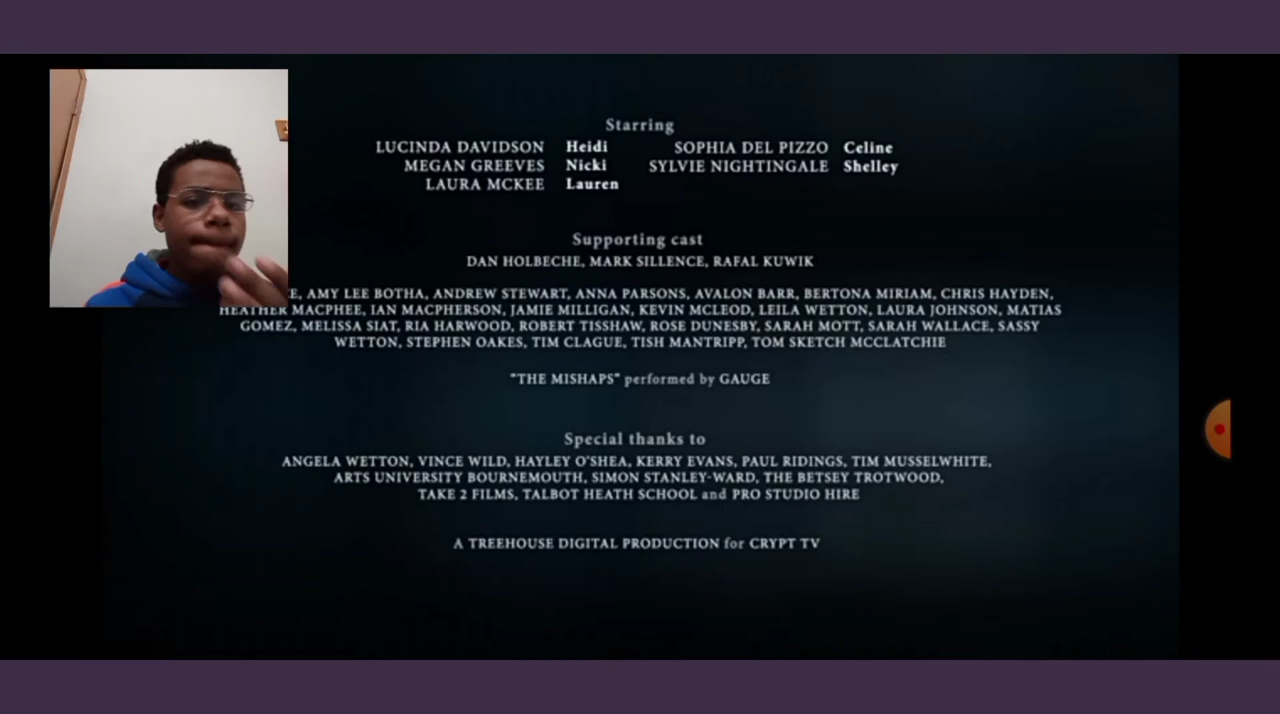 Starring
LUCINDA DAVIDSON Heidi SOPHIA DEL PIZZO Celine
MEGAN GREEVES Nicki SYLVIE NIGHTINGALE Shelley
LAURA MCKEE Lauren
Supporting cast
DAN HOLBECHE, MARK SILLENCE, RAFAL KUWIK
AMY LEE BOTHA, ANDREW STEWART, ANNA PARSONS, AVALON BARR, BERTONA MIRIAM, CHRIS HAYDEN,
HEATHER MACPHEE, IAN MACPHERSON, JAMIE MILLIGAN, KEVIN MCLEOD, LEILA WETTON, LAURA JOHNSON, MATIAS
GOMEZ, MELISSA SIAT, RIA HARWOOD, ROBERT TISSHAW, ROSE DUNESBY, SARAH MOTT, SARAH WALLACE, SASSY
WETTON, STEPHEN OAKES, TIM CLAGUE, TISH MANTRIPP, TOM SKETCH MCCLATCHIE
"THE MISHAPS" performed by GAUGE
Special thanks to
ANGELA WETTON, VINCE WILD, HAYLEY O'SHEA, KERRY EVANS, PAUL RIDINGS, TIM MUSSELWHITE,
ARTS UNIVERSITY BOURNEMOUTH, SIMON STANLEY-WARD, THE BETSEY TROTWOOD,
TAKE 2 FILMS, TALBOT HEATH SCHOOL and PRO STUDIO HIRE
A TREEHOUSE DIGITAL PRODUCTION for CRYPT TV